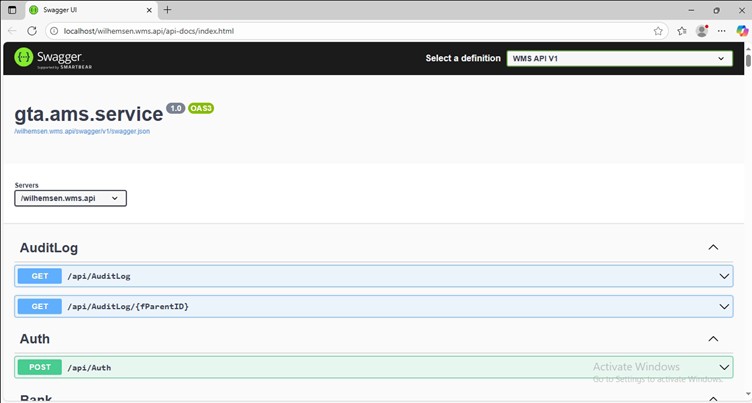 Swagger UI
localhost/wilhemsen.wms.api/api-docs/index.html
Swagger
supported by SMARTBEAR
Select a definition
WMS API V1
gta.ams.service 1.0 OAS3
/wilhemsen.wms.api/swagger/v1/swagger.json
Servers
/wilhemsen.wms.api
AuditLog
GET /api/AuditLog
GET /api/AuditLog/{fParentID}
Auth
POST /api/Auth
Activate Windows
Go to Settings to activate Windows.
Bank